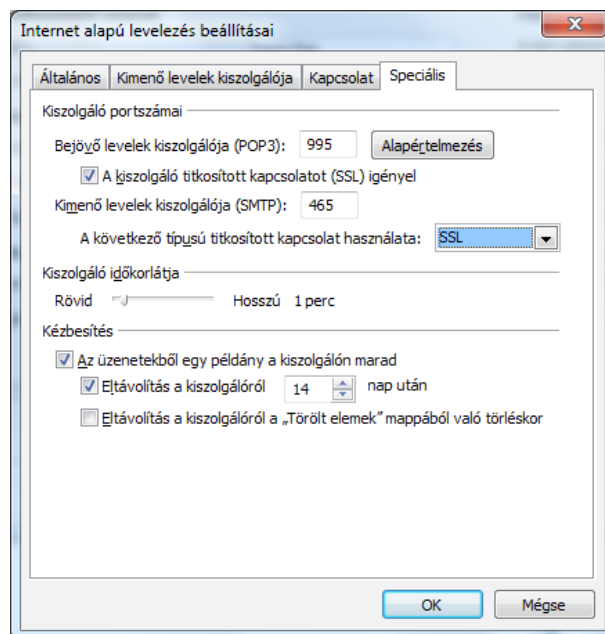 Internet alapú levelezés beállításai
Általános Kimenő levelek kiszolgálója Kapcsolat Speciális
Kiszolgáló portszámai
Bejövő levelek kiszolgálója (POP3): 995 Alapértelmezés
A kiszolgáló titkosított kapcsolatot (SSL) igényel
Kimenő levelek kiszolgálója (SMTP): 465
A következő típusú titkosított kapcsolat használata: SSL
Kiszolgáló időkorlátja
Rövid Hosszú 1 perc
Kézbesítés
Az üzenetekből egy példány a kiszolgálón marad
Eltávolítás a kiszolgálóról 14 nap után
Eltávolítás a kiszolgálóról a „Törölt elemek” mappából való törléskor
OK Mégse